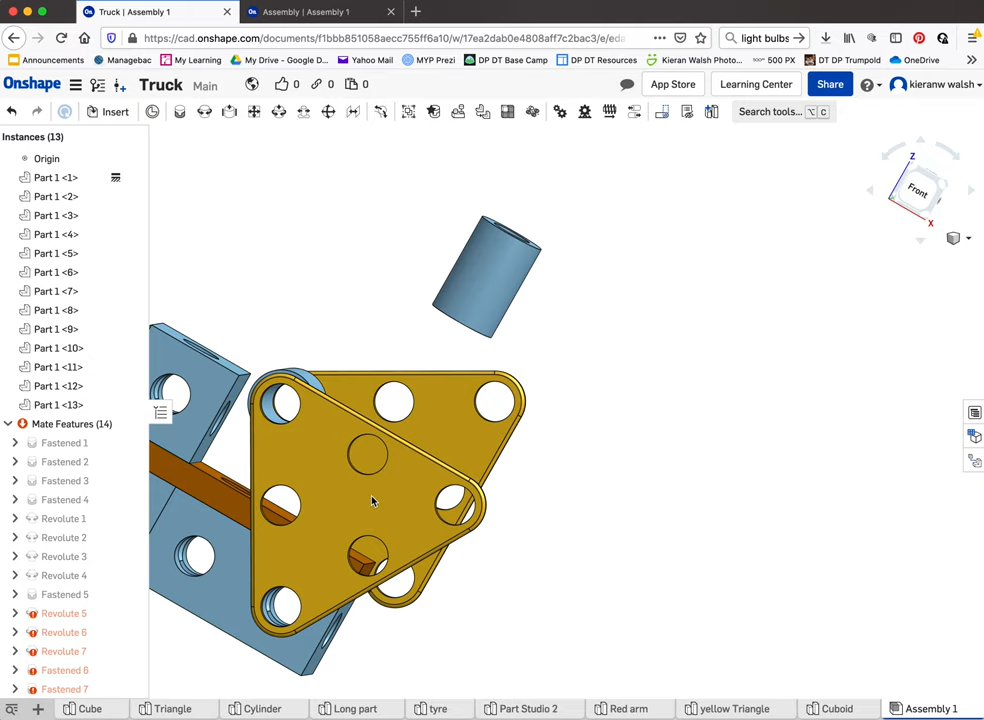 Truck | Assembly 1
Assembly | Assembly 1
https://cad.onshape.com/documents/f1bbb851058aecc755ff6a10/w/17ea2dab0e4808aff7c2bac3/e/eda
light bulbs
Announcements
Managebac
My Learning
My Drive - Google D...
Yahoo Mail
MYP Prezi
DP DT Base Camp
DP DT Resources
Kieran Walsh Photo...
500 PX
DT DP Trumpold
OneDrive
Onshape
Truck
Main
0
0
0
App Store
Learning Center
Share
kieranw walsh
Insert
Search tools...
⌥ C
Instances (13)
Origin
Part 1 <1>
Part 1 <2>
Part 1 <3>
Part 1 <4>
Part 1 <5>
Part 1 <6>
Part 1 <7>
Part 1 <8>
Part 1 <9>
Part 1 <10>
Part 1 <11>
Part 1 <12>
Part 1 <13>
Mate Features (14)
Fastened 1
Fastened 2
Fastened 3
Fastened 4
Revolute 1
Revolute 2
Revolute 3
Revolute 4
Fastened 5
Revolute 5
Revolute 6
Revolute 7
Fastened 6
Fastened 7
Z
Front
X
Cube
Triangle
Cylinder
Long part
tyre
Part Studio 2
Red arm
yellow Triangle
Cuboid
Assembly 1